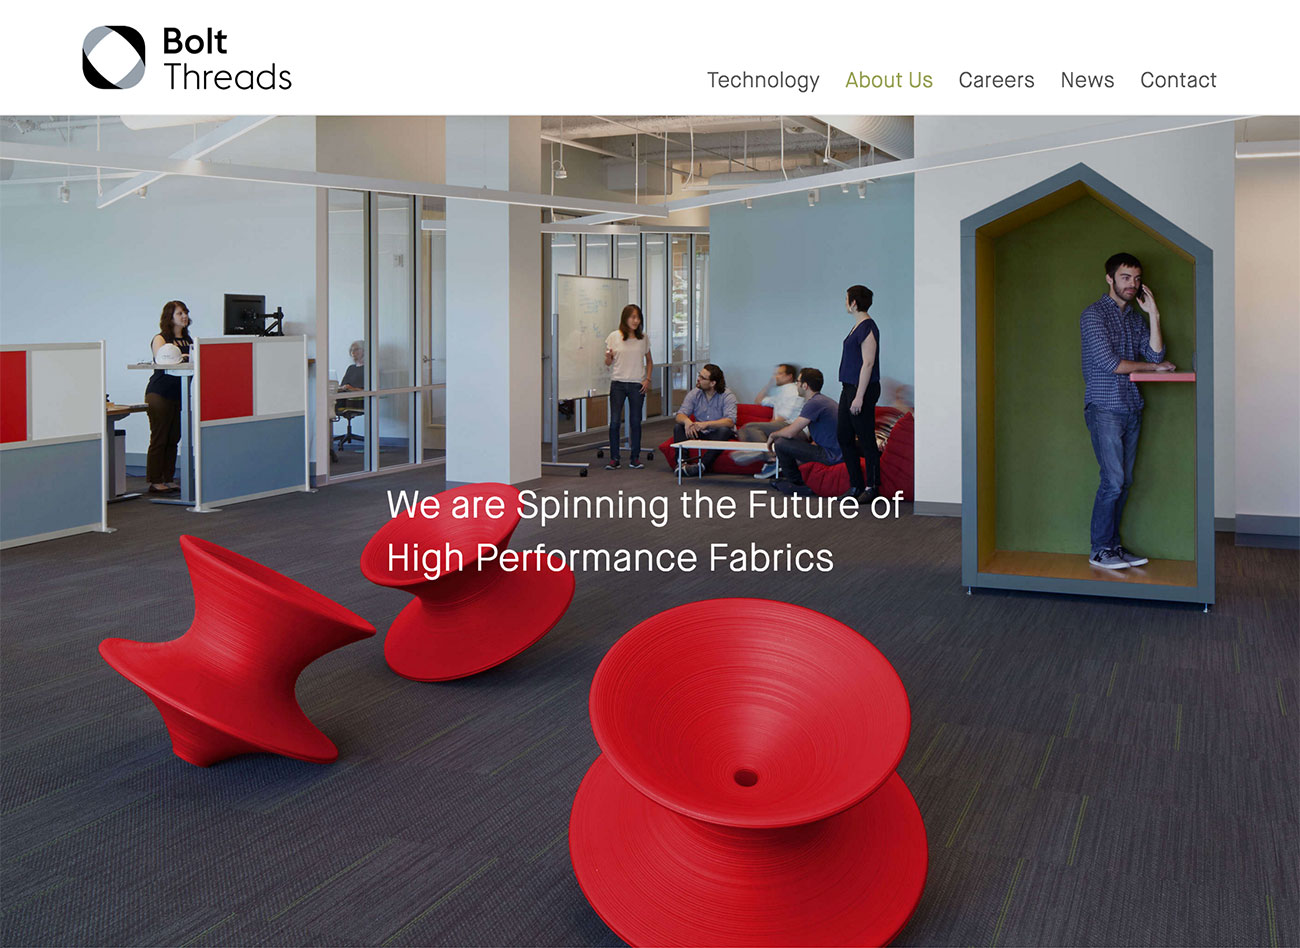 Bolt
Threads
Technology About Us Careers News Contact
We are Spinning the Future of
High Performance Fabrics